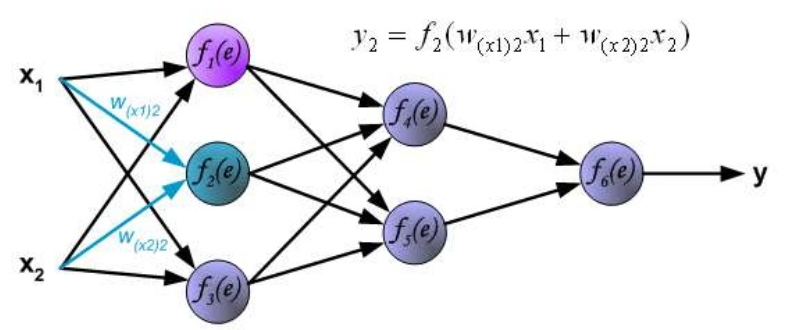 y₂ = f₂(w₍ₓ₁₎₂x₁ + w₍ₓ₂₎₂x₂)
f₁(e)
x₁
w₍ₓ₁₎₂
f₄(e)
f₂(e)
f₆(e)
y
w₍ₓ₂₎₂
f₅(e)
x₂
f₃(e)